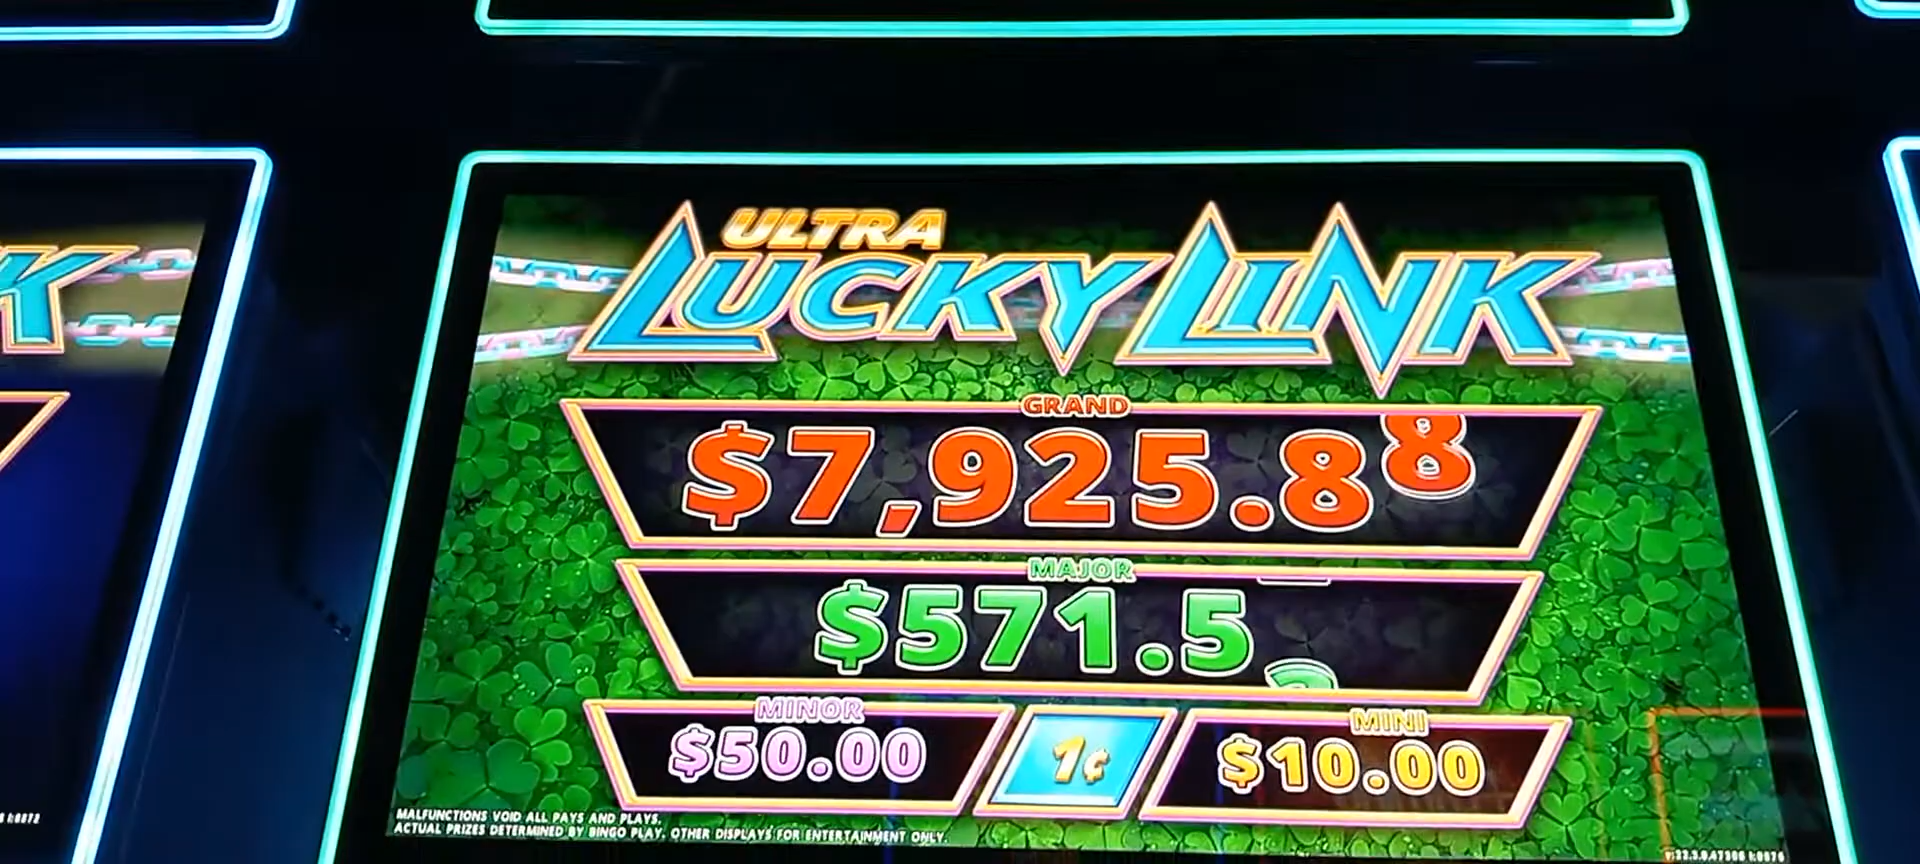 ULTRA
LUCKY LINK
K
GRAND
$7,925.88
MAJOR
$571.5
MINOR
$50.00
1¢
MINI
$10.00
MALFUNCTIONS VOID ALL PAYS AND PLAYS.
ACTUAL PRIZES DETERMINED BY BINGO PLAY. OTHER DISPLAYS FOR ENTERTAINMENT ONLY.